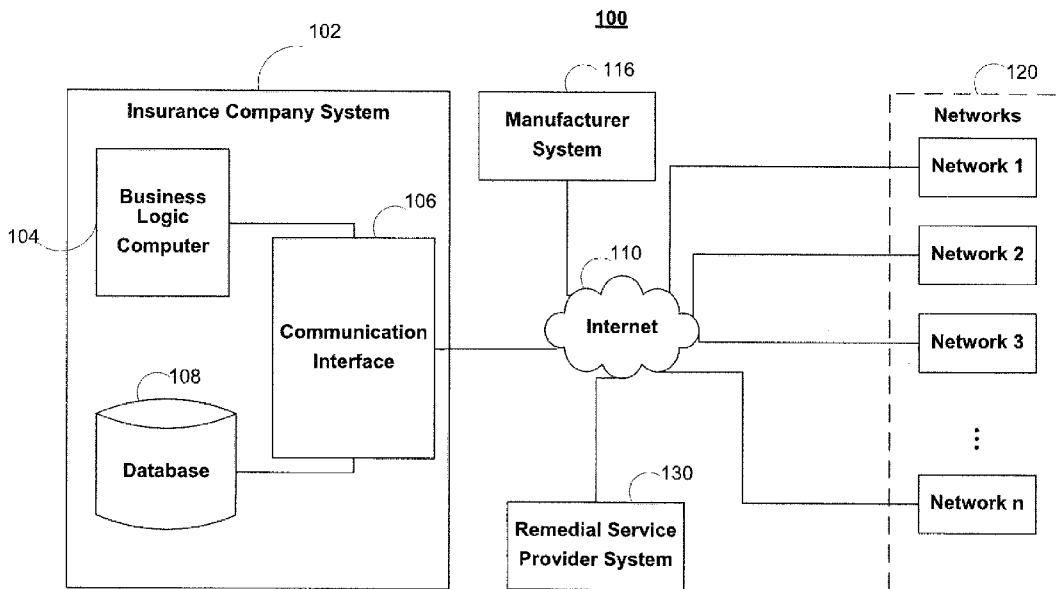 100
102
Insurance Company System
Business
Logic
Computer
104
106
Communication
Interface
108
Database
116
Manufacturer
System
110
Internet
130
Remedial Service
Provider System
120
Networks
Network 1
Network 2
Network 3
⋮
Network n